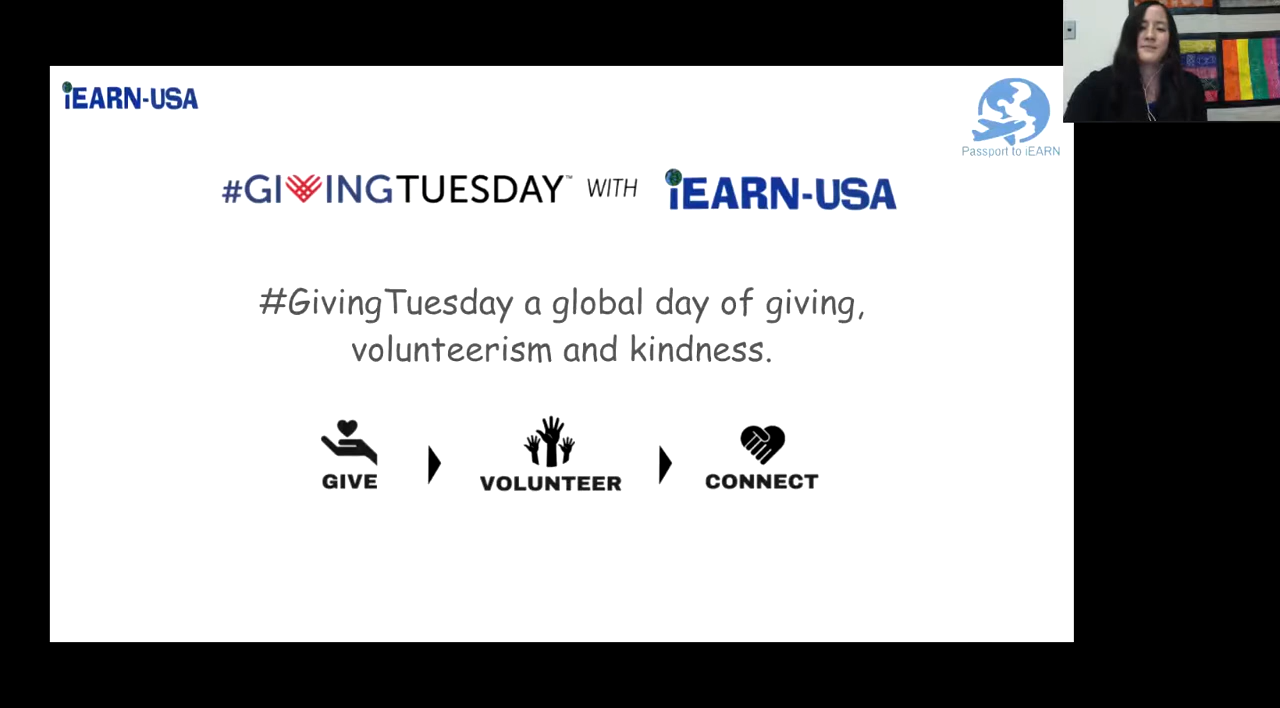 iEARN-USA
Passport to iEARN
#GIVINGTUESDAY™ WITH iEARN-USA
#GivingTuesday a global day of giving,
volunteerism and kindness.
GIVE VOLUNTEER CONNECT